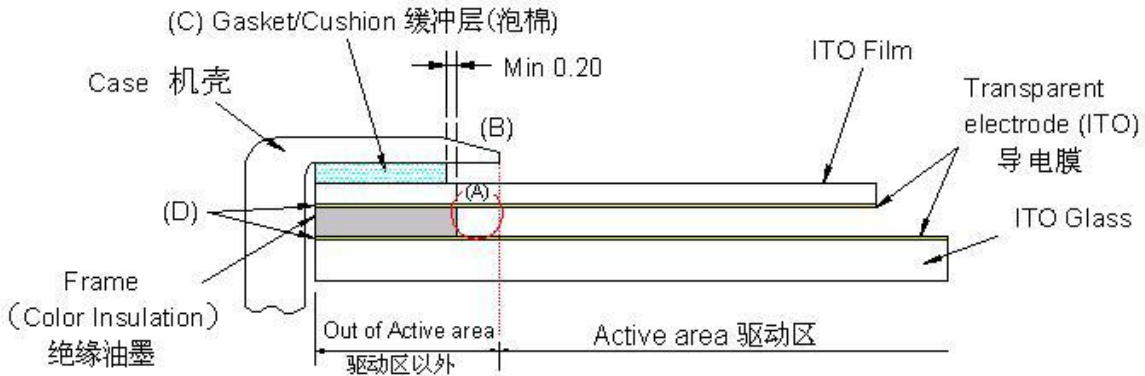 (C) Gasket/Cushion 缓冲层(泡棉)
Min 0.20
ITO Film
Case 机壳
(B)
Transparent
electrode (ITO)
导电膜
(A)
(D)
ITO Glass
Frame
（Color Insulation）
绝缘油墨
Out of Active area
驱动区以外
Active area 驱动区